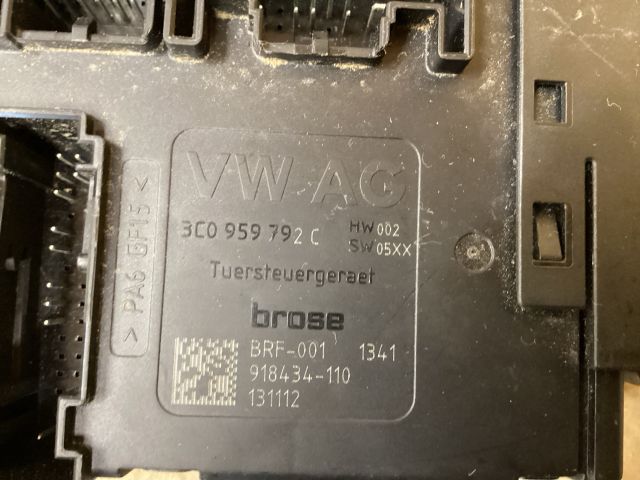 VW AG
3C0 959 792 C HW 002
SW 05XX
Tuersteuergeraet
brose
BRF-001 1341
918434-110
131112
> PA6 GF15 <